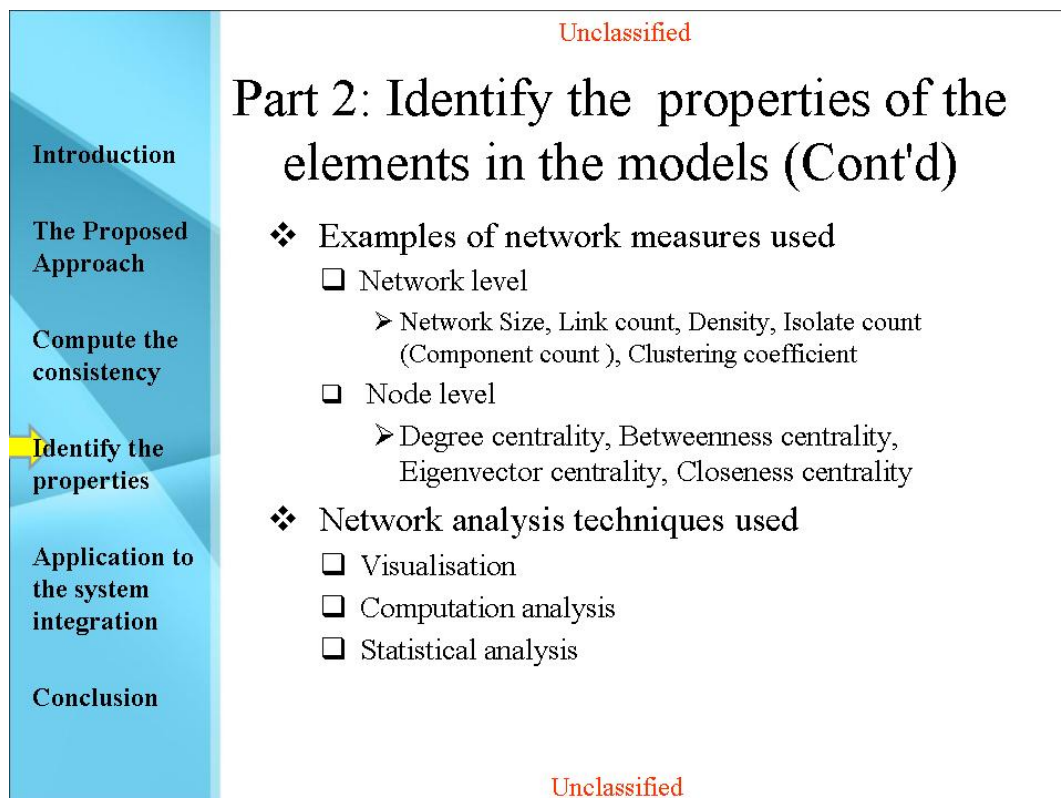 Unclassified
Part 2: Identify the  properties of the
elements in the models (Cont'd)
Introduction
The Proposed
Approach
Compute the
consistency
Identify the
properties
Application to
the system
integration
Conclusion
❖ Examples of network measures used
❑ Network level
➢ Network Size, Link count, Density, Isolate count
(Component count ), Clustering coefficient
❑ Node level
➢ Degree centrality, Betweenness centrality,
Eigenvector centrality, Closeness centrality
❖ Network analysis techniques used
❑ Visualisation
❑ Computation analysis
❑ Statistical analysis
Unclassified